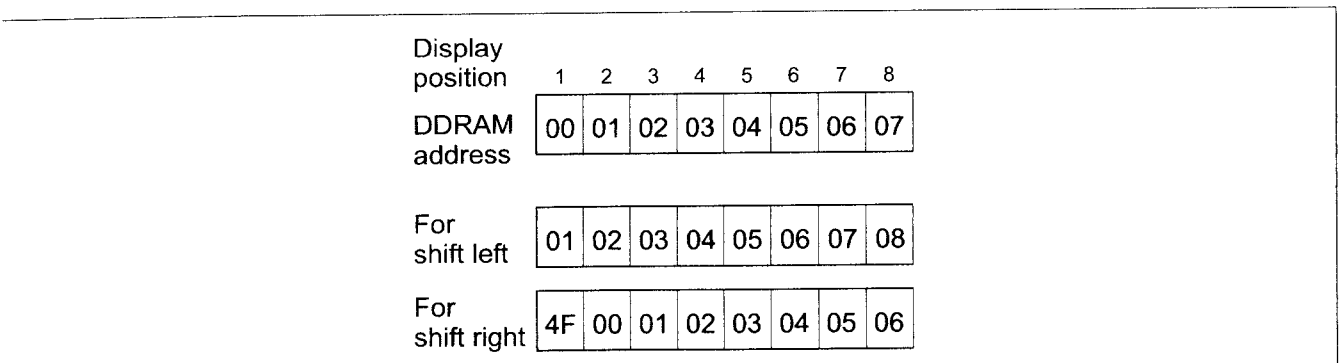 Display
position 1 2 3 4 5 6 7 8
DDRAM
address 00 01 02 03 04 05 06 07
For
shift left 01 02 03 04 05 06 07 08
For
shift right 4F 00 01 02 03 04 05 06